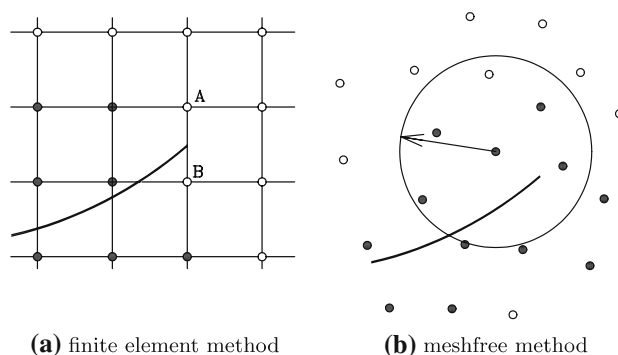 A
B
(a) finite element method
(b) meshfree method